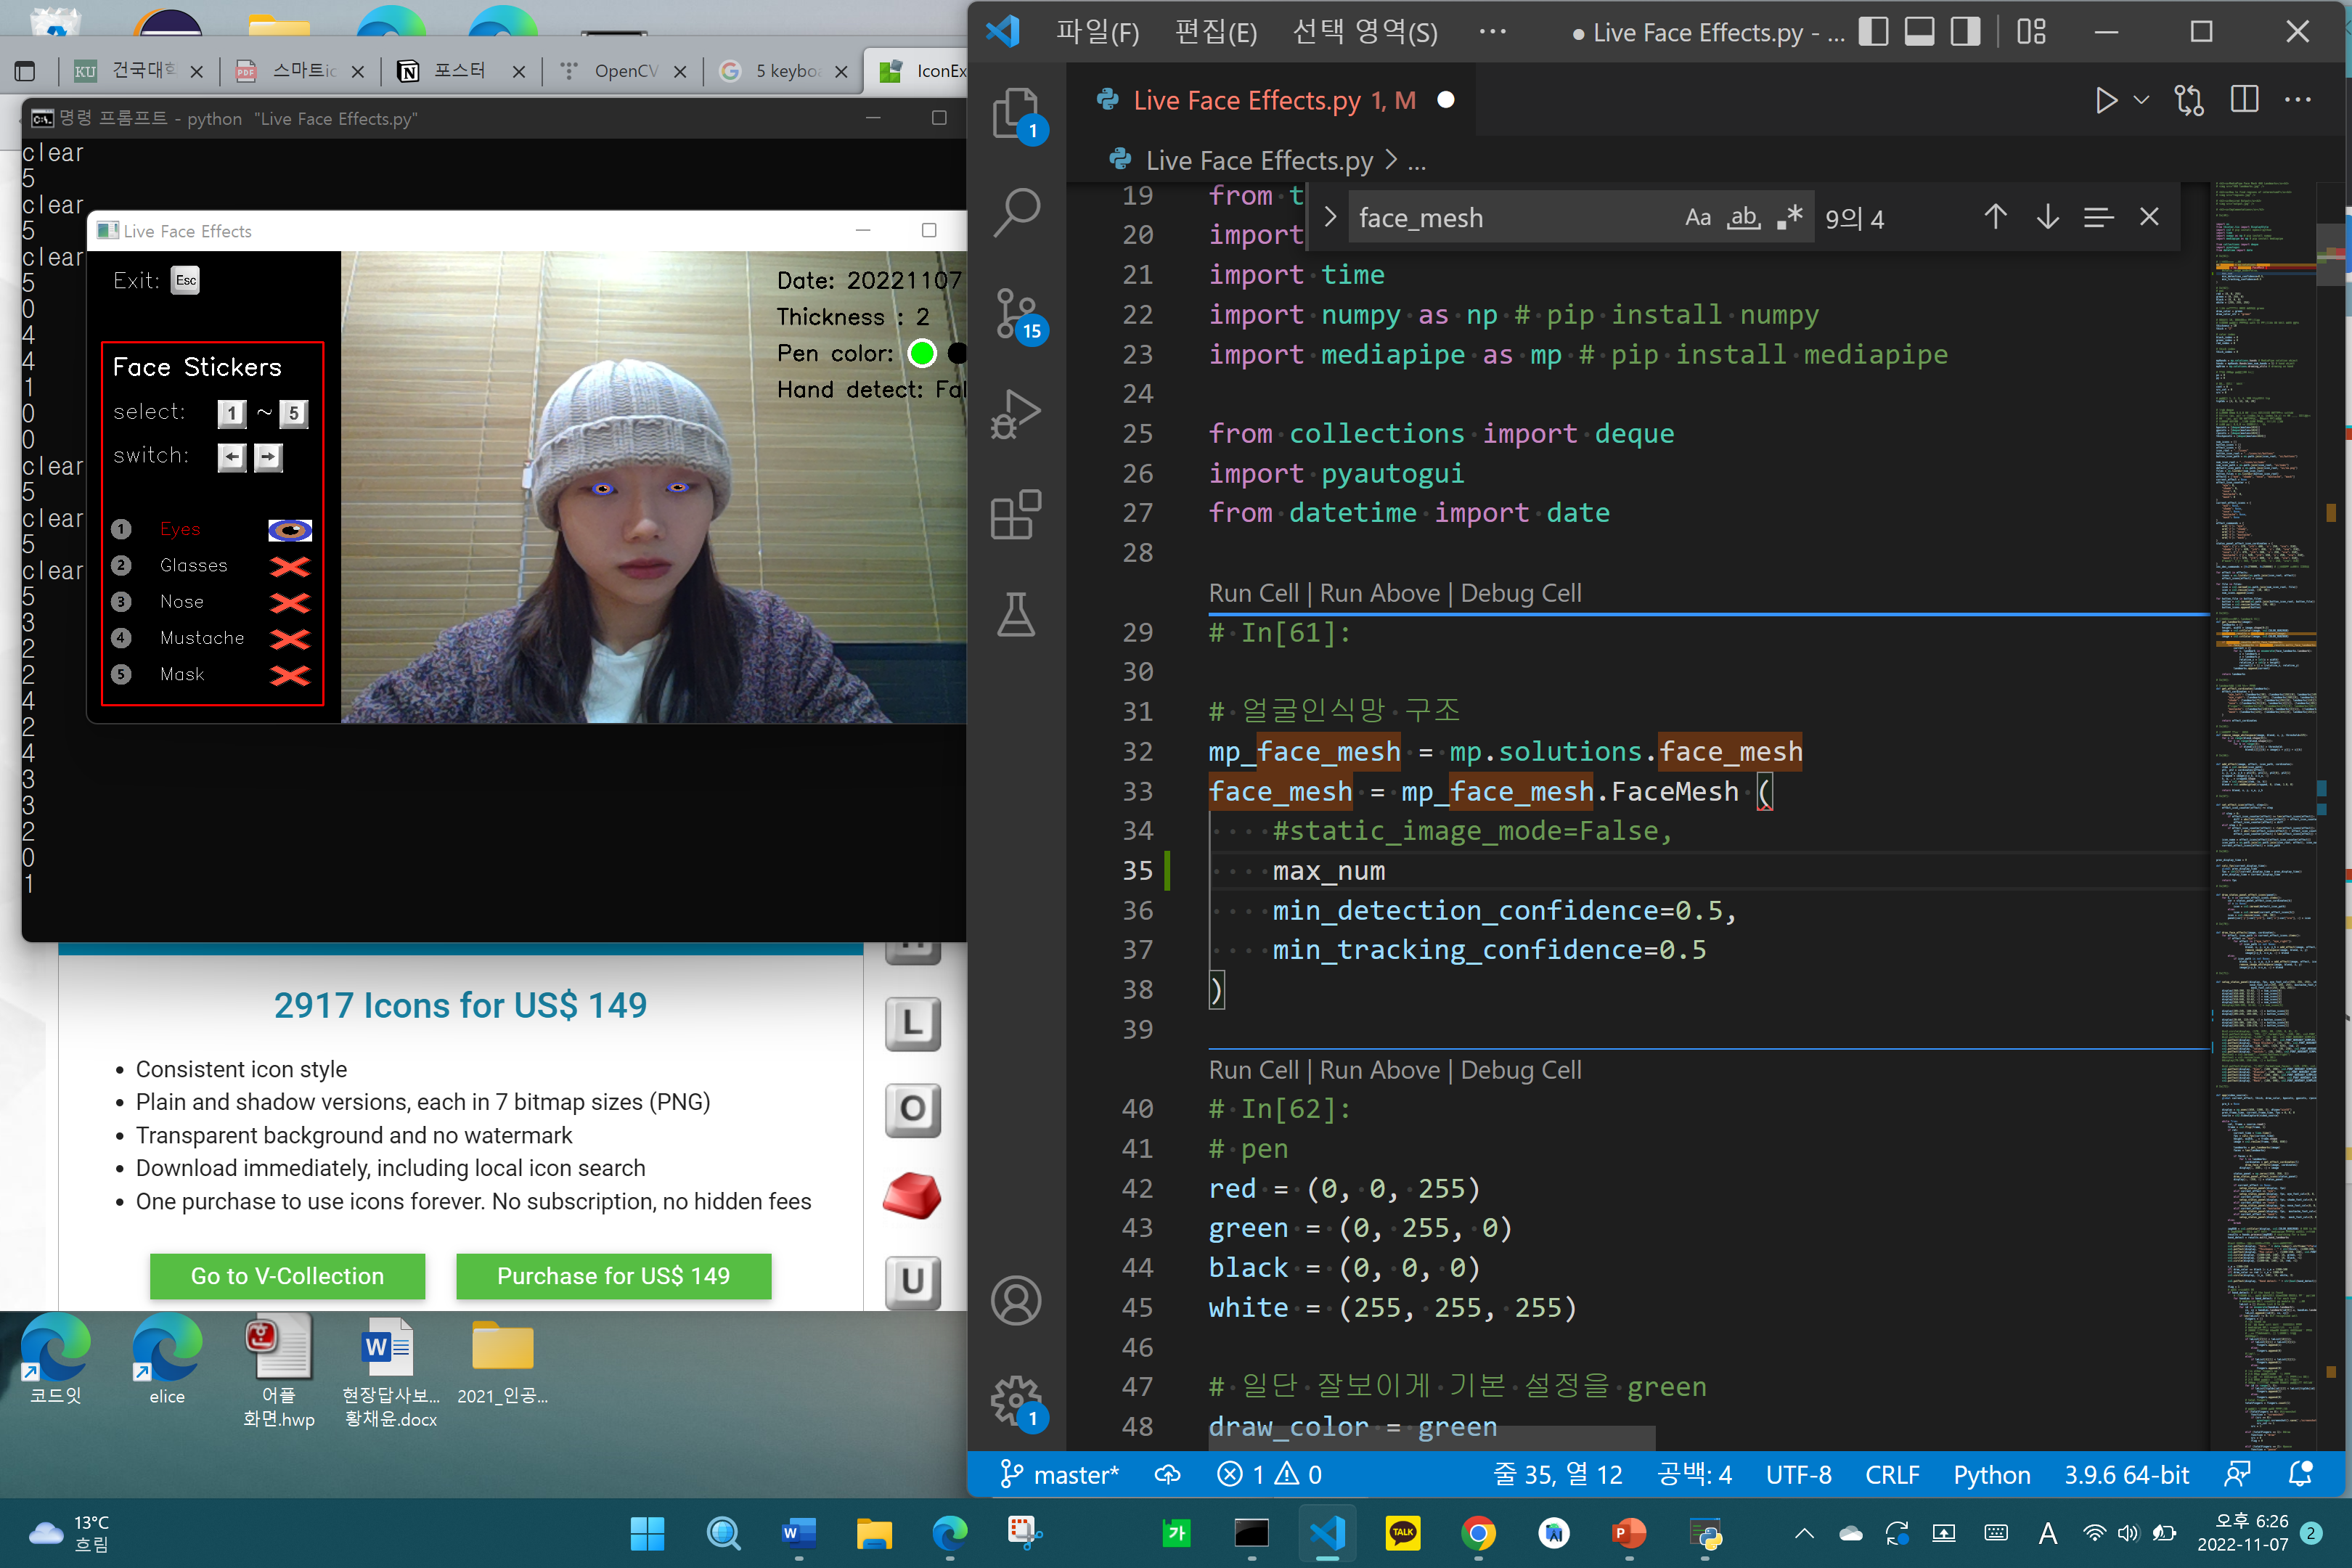 건국대학
스마트ic
포스터
OpenCV
5 keyboa
IconEx
명령 프롬프트 - python  "Live Face Effects.py"
clear
5
clear
5
clear
5
0
4
4
1
0
0
clear
5
clear
5
clear
5
3
2
2
4
2
4
3
3
2
0
1
Live Face Effects
Exit: Esc
Face Stickers
select: 1 ~ 5
switch: ← →
1 Eyes
2 Glasses
3 Nose
4 Mustache
5 Mask
Date: 20221107
Thickness : 2
Pen color:
Hand detect: Fal
2917 Icons for US$ 149
• Consistent icon style
• Plain and shadow versions, each in 7 bitmap sizes (PNG)
• Transparent background and no watermark
• Download immediately, including local icon search
• One purchase to use icons forever. No subscription, no hidden fees
Go to V-Collection
Purchase for US$ 149
L
O
U
코드잇
elice
어플
화면.hwp
현장답사보...
황채윤.docx
2021_인공...
파일(F) 편집(E) 선택 영역(S) ···
● Live Face Effects.py - ...
Live Face Effects.py 1, M ●
Live Face Effects.py > ...
face_mesh Aa ab 9의 4
19 from t
20 import
21 import time
22 import numpy as np # pip install numpy
23 import mediapipe as mp # pip install mediapipe
24
25 from collections import deque
26 import pyautogui
27 from datetime import date
28
Run Cell | Run Above | Debug Cell
29 # In[61]:
30
31 # 얼굴인식망 구조
32 mp_face_mesh = mp.solutions.face_mesh
33 face_mesh = mp_face_mesh.FaceMesh (
34     #static_image_mode=False,
35     max_num
36     min_detection_confidence=0.5,
37     min_tracking_confidence=0.5
38 )
39
Run Cell | Run Above | Debug Cell
40 # In[62]:
41 # pen
42 red = (0, 0, 255)
43 green = (0, 255, 0)
44 black = (0, 0, 0)
45 white = (255, 255, 255)
46
47 # 일단 잘보이게 기본 설정을 green
48 draw_color = green
1
15
1
master* 1 0 줄 35, 열 12 공백: 4 UTF-8 CRLF Python 3.9.6 64-bit
13°C
흐림
가
TALK
A
오후 6:26
2022-11-07
2